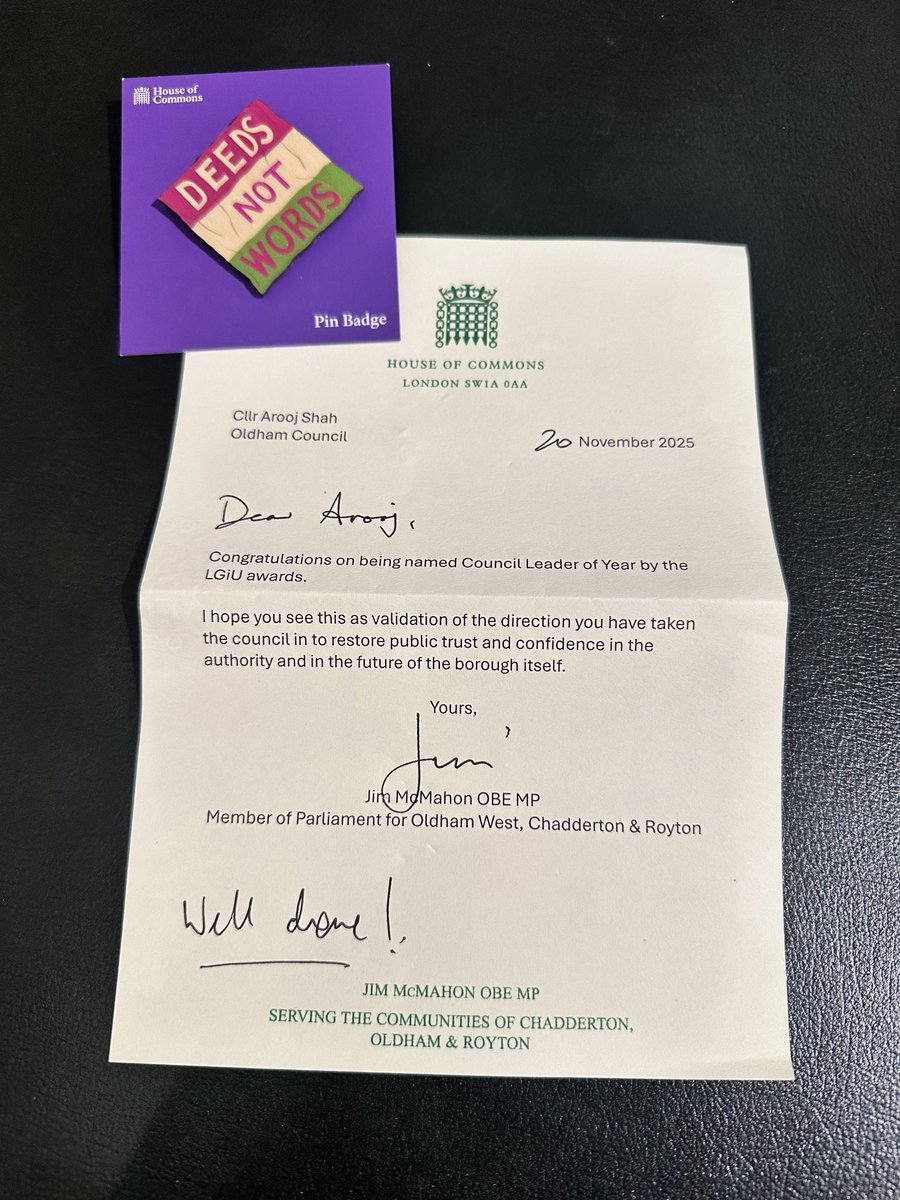 House of
Commons
DEEDS
NOT
WORDS
Pin Badge
HOUSE OF COMMONS
LONDON SW1A 0AA
Cllr Arooj Shah
Oldham Council
20 November 2025
Dear Arooj,
Congratulations on being named Council Leader of Year by the
LGiU awards.
I hope you see this as validation of the direction you have taken
the council in to restore public trust and confidence in the
authority and in the future of the borough itself.
Yours,
Jim
Jim McMahon OBE MP
Member of Parliament for Oldham West, Chadderton & Royton
Well done!
JIM McMAHON OBE MP
SERVING THE COMMUNITIES OF CHADDERTON,
OLDHAM & ROYTON